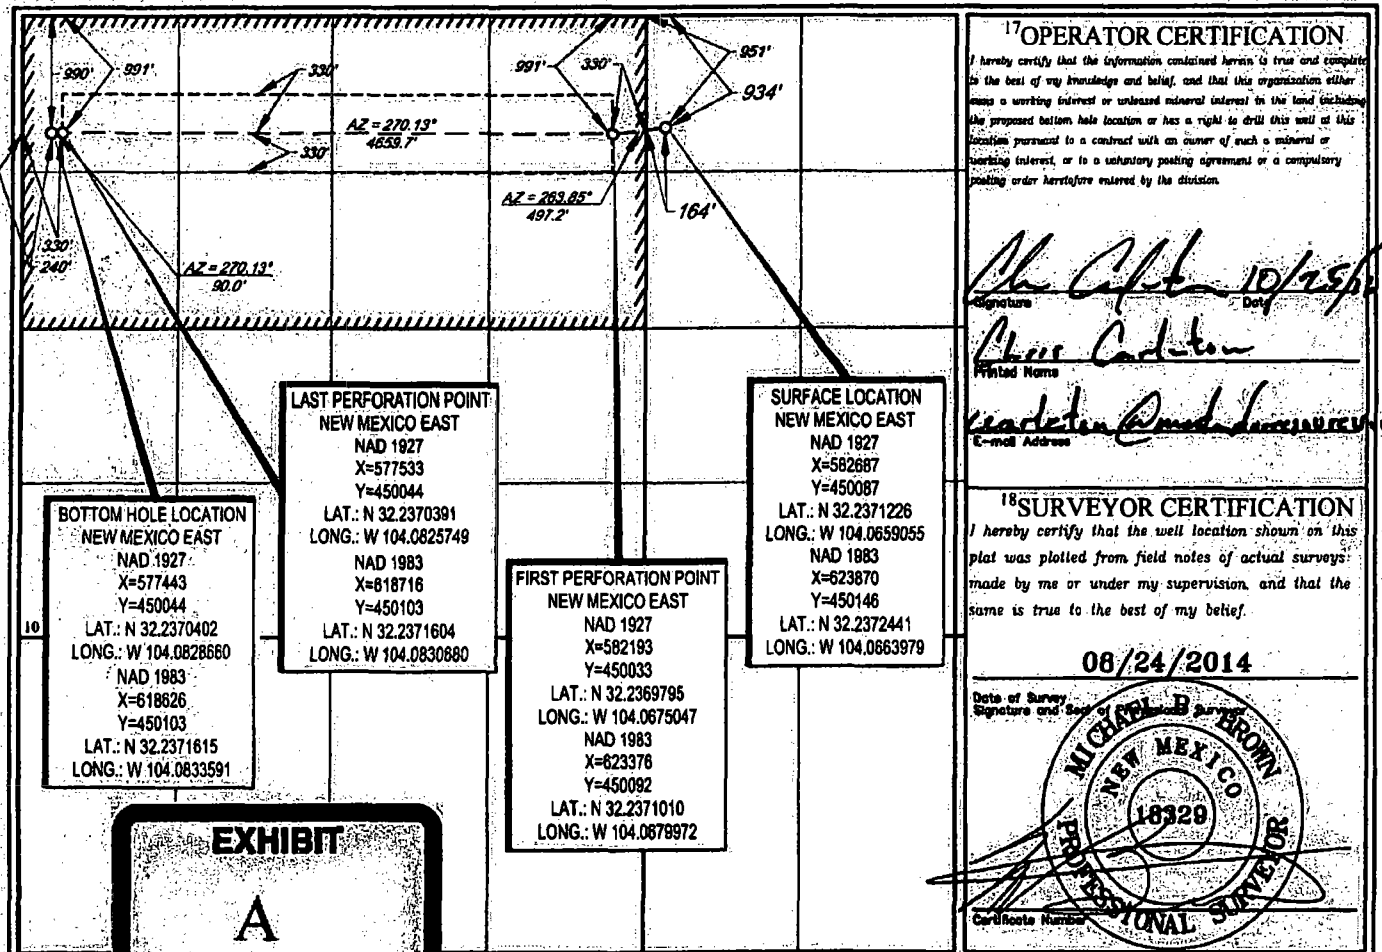 990'
991'
330'
991'
330'
951'
934'
AZ = 270.13°
4659.7'
330'
AZ = 263.85°
497.2'
164'
330'
240'
AZ = 270.13°
90.0'
LAST PERFORATION POINT
NEW MEXICO EAST
NAD 1927
X=577533
Y=450044
LAT.: N 32.2370391
LONG.: W 104.0825749
NAD 1983
X=618716
Y=450103
LAT.: N 32.2371604
LONG.: W 104.0830680
SURFACE LOCATION
NEW MEXICO EAST
NAD 1927
X=582687
Y=450087
LAT.: N 32.2371226
LONG.: W 104.0659055
NAD 1983
X=623870
Y=450146
LAT.: N 32.2372441
LONG.: W 104.0663979
BOTTOM HOLE LOCATION
NEW MEXICO EAST
NAD 1927
X=577443
Y=450044
LAT.: N 32.2370402
LONG.: W 104.0828660
NAD 1983
X=618626
Y=450103
LAT.: N 32.2371615
LONG.: W 104.0833591
FIRST PERFORATION POINT
NEW MEXICO EAST
NAD 1927
X=582193
Y=450033
LAT.: N 32.2369795
LONG.: W 104.0675047
NAD 1983
X=623376
Y=450092
LAT.: N 32.2371010
LONG.: W 104.0679972
10
EXHIBIT
A
17 OPERATOR CERTIFICATION
I hereby certify that the information contained herein is true and complete
to the best of my knowledge and belief, and that this organization either
owns a working interest or unleased mineral interest in the land including
the proposed bottom hole location or has a right to drill this well at this
location pursuant to a contract with an owner of such a mineral or
working interest, or to a voluntary pooling agreement or a compulsory
pooling order heretofore entered by the division.
10/25/
Signature Date
Chris Carleton
Printed Name
E-mail Address
18 SURVEYOR CERTIFICATION
I hereby certify that the well location shown on this
plat was plotted from field notes of actual surveys
made by me or under my supervision, and that the
same is true to the best of my belief.
08/24/2014
Date of Survey
Signature and Seal of Professional Surveyor
MICHAEL B. BROWN
NEW MEXICO
18329
PROFESSIONAL SURVEYOR
Certificate Number